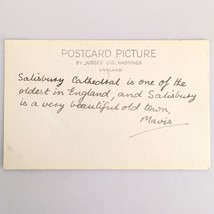 POSTCARD PICTURE
BY JUDGES LTD., HASTINGS
ENGLAND
Salisbury Cathedral is one of the
oldest in England, and Salisbury
is a very beautiful old town,
Mavis